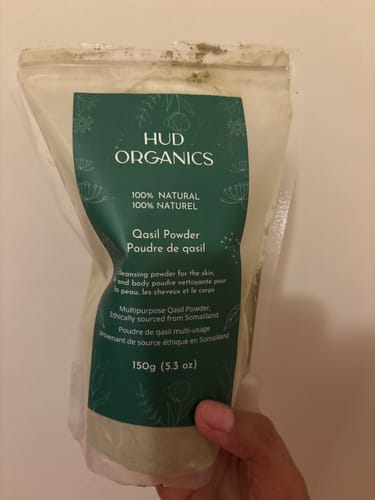 HUD
ORGANICS
100% NATURAL
100% NATUREL
Qasil Powder
Poudre de qasil
cleansing powder for the skin,
and body poudre nettoyante pour
la peau, les cheveux et le corps
Multipurpose Qasil Powder,
Ethically sourced from Somaliland.
Poudre de qasil multi-usage
provenant de source éthique en Somaliland
150g (5.3 oz)